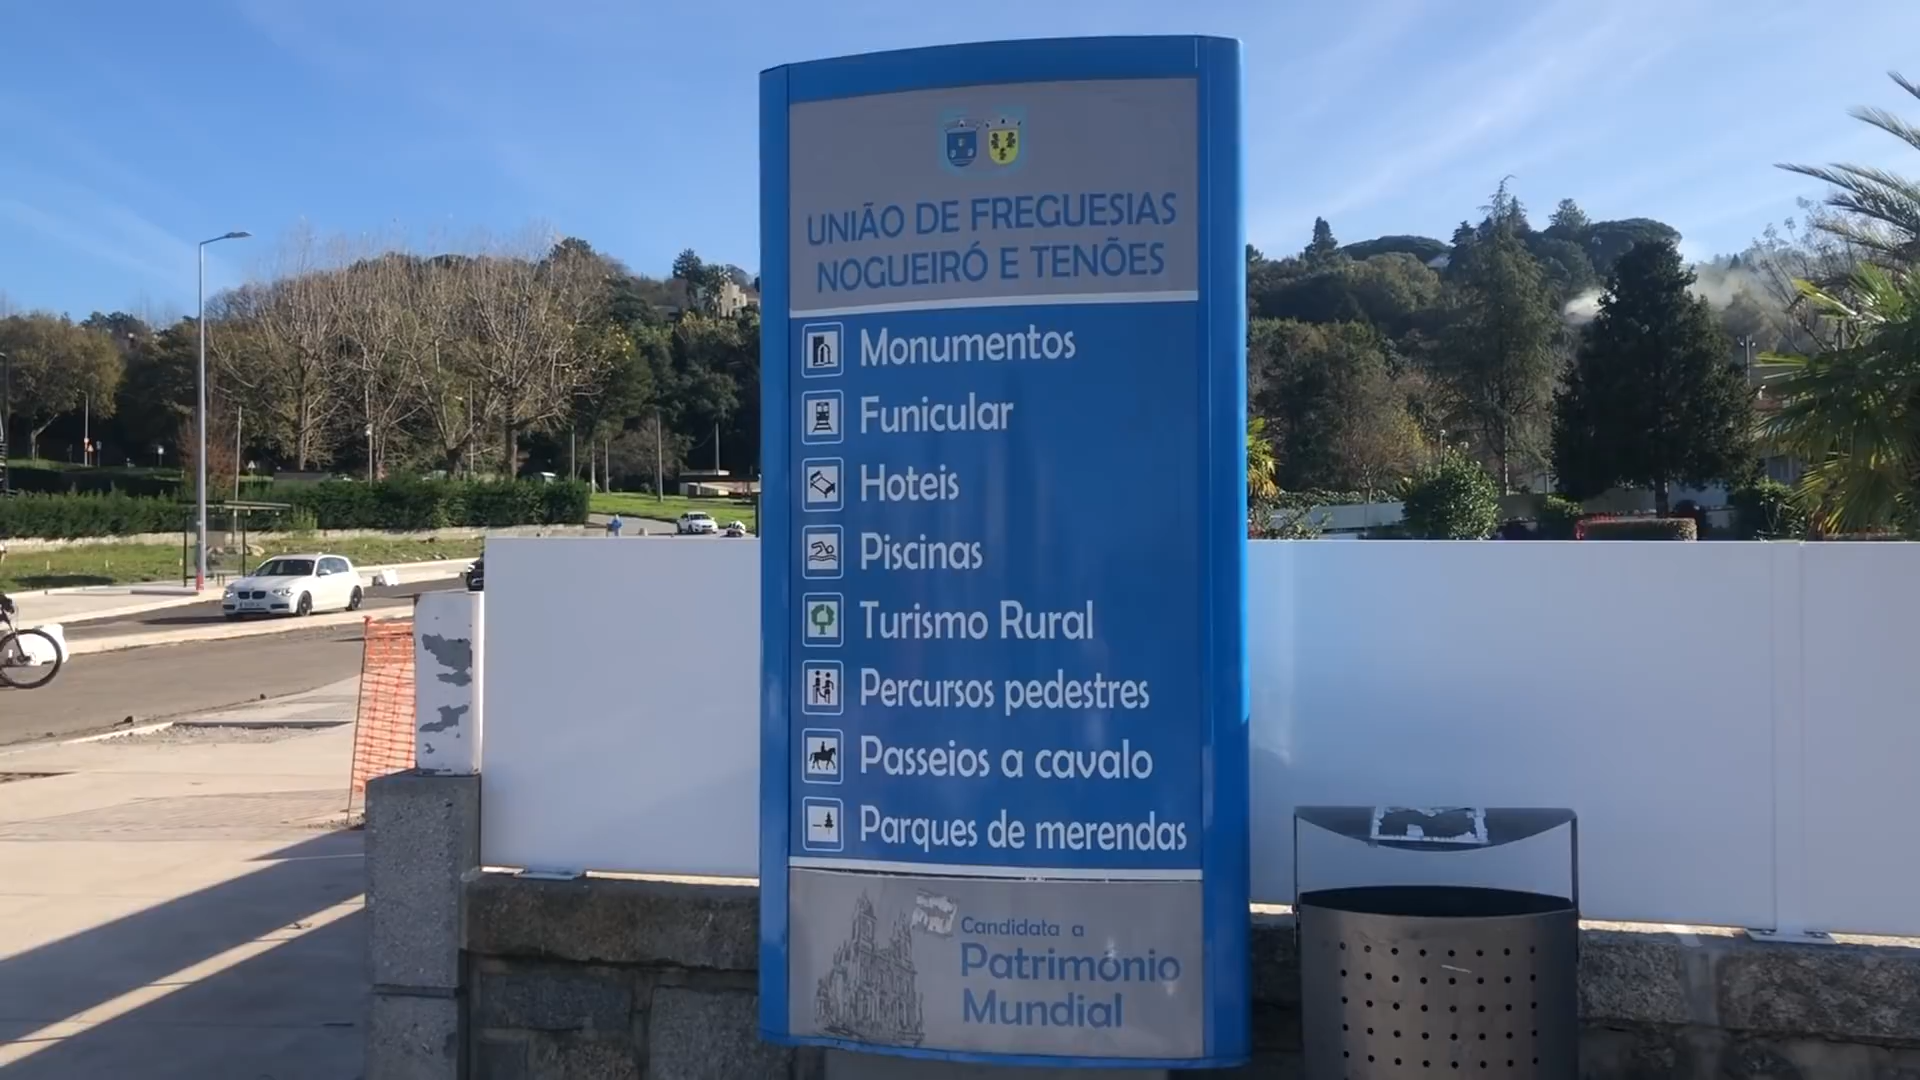 UNIÃO DE FREGUESIAS
NOGUEIRÓ E TENÕES
Monumentos
Funicular
Hoteis
Piscinas
Turismo Rural
Percursos pedestres
Passeios a cavalo
Parques de merendas
Candidata a
Património
Mundial